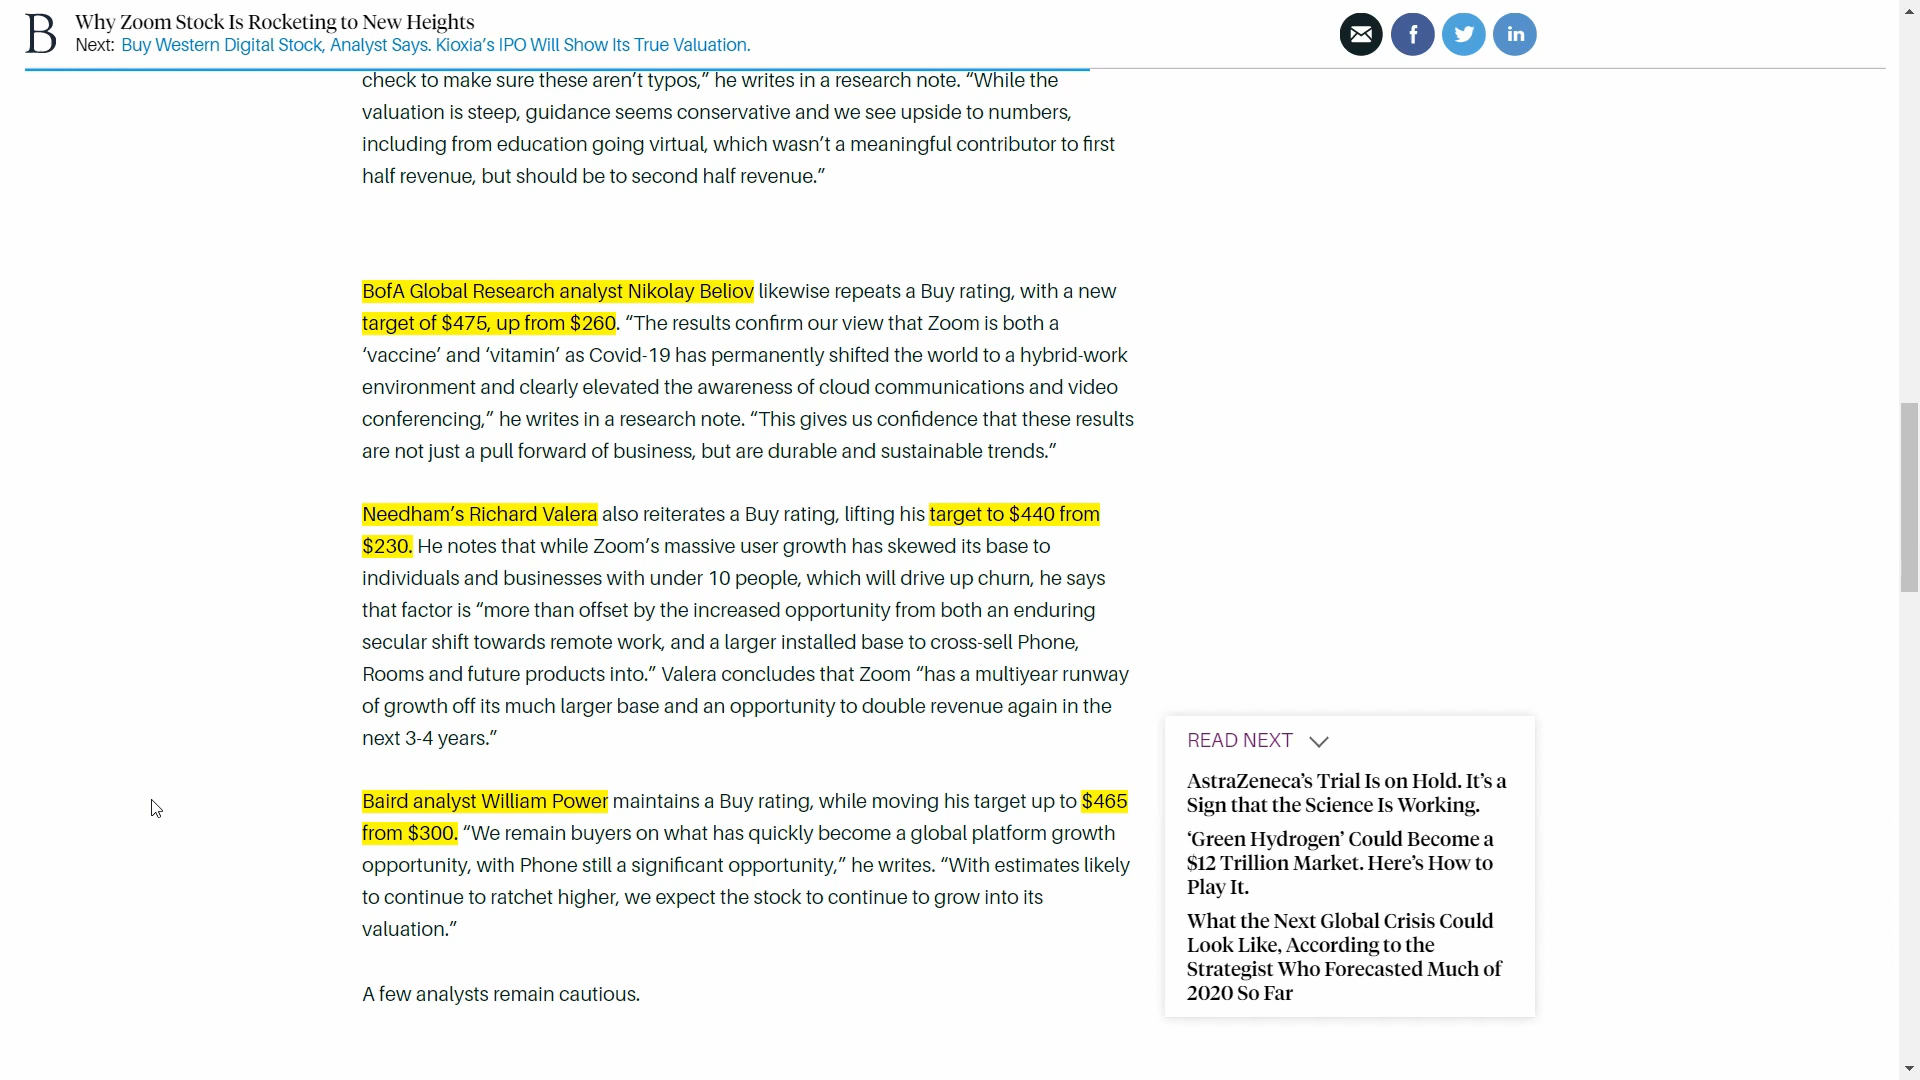 B
Why Zoom Stock Is Rocketing to New Heights
Next: Buy Western Digital Stock, Analyst Says. Kioxia’s IPO Will Show Its True Valuation.
f
in
check to make sure these aren’t typos,” he writes in a research note. “While the
valuation is steep, guidance seems conservative and we see upside to numbers,
including from education going virtual, which wasn’t a meaningful contributor to first
half revenue, but should be to second half revenue.”
BofA Global Research analyst Nikolay Beliov likewise repeats a Buy rating, with a new
target of $475, up from $260. “The results confirm our view that Zoom is both a
‘vaccine’ and ‘vitamin’ as Covid-19 has permanently shifted the world to a hybrid-work
environment and clearly elevated the awareness of cloud communications and video
conferencing,” he writes in a research note. “This gives us confidence that these results
are not just a pull forward of business, but are durable and sustainable trends.”
Needham’s Richard Valera also reiterates a Buy rating, lifting his target to $440 from
$230. He notes that while Zoom’s massive user growth has skewed its base to
individuals and businesses with under 10 people, which will drive up churn, he says
that factor is “more than offset by the increased opportunity from both an enduring
secular shift towards remote work, and a larger installed base to cross-sell Phone,
Rooms and future products into.” Valera concludes that Zoom “has a multiyear runway
of growth off its much larger base and an opportunity to double revenue again in the
next 3-4 years.”
Baird analyst William Power maintains a Buy rating, while moving his target up to $465
from $300. “We remain buyers on what has quickly become a global platform growth
opportunity, with Phone still a significant opportunity,” he writes. “With estimates likely
to continue to ratchet higher, we expect the stock to continue to grow into its
valuation.”
A few analysts remain cautious.
READ NEXT
AstraZeneca’s Trial Is on Hold. It’s a
Sign that the Science Is Working.
‘Green Hydrogen’ Could Become a
$12 Trillion Market. Here’s How to
Play It.
What the Next Global Crisis Could
Look Like, According to the
Strategist Who Forecasted Much of
2020 So Far